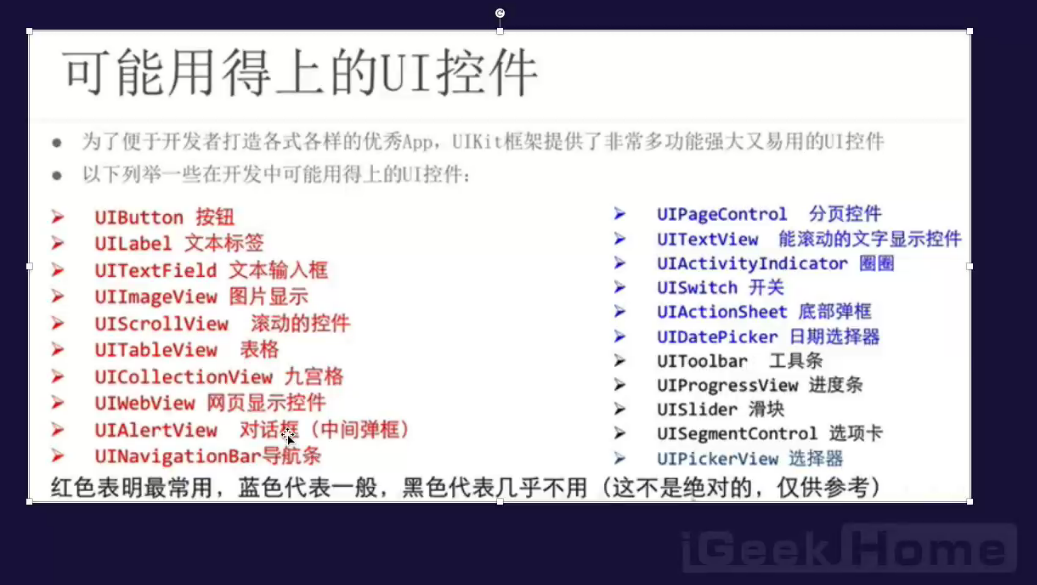 可能用得上的UI控件
● 为了便于开发者打造各式各样的优秀App，UIKit框架提供了非常多功能强大又易用的UI控件
● 以下列举一些在开发中可能用得上的UI控件：
➤ UIButton 按钮
➤ UILabel 文本标签
➤ UITextField 文本输入框
➤ UIImageView 图片显示
➤ UIScrollView 滚动的控件
➤ UITableView 表格
➤ UICollectionView 九宫格
➤ UIWebView 网页显示控件
➤ UIAlertView 对话框（中间弹框）
➤ UINavigationBar导航条
➤ UIPageControl 分页控件
➤ UITextView 能滚动的文字显示控件
➤ UIActivityIndicator 圈圈
➤ UISwitch 开关
➤ UIActionSheet 底部弹框
➤ UIDatePicker 日期选择器
➤ UIToolbar 工具条
➤ UIProgressView 进度条
➤ UISlider 滑块
➤ UISegmentControl 选项卡
➤ UIPickerView 选择器
红色表明最常用，蓝色代表一般，黑色代表几乎不用（这不是绝对的，仅供参考）
iGeek Home